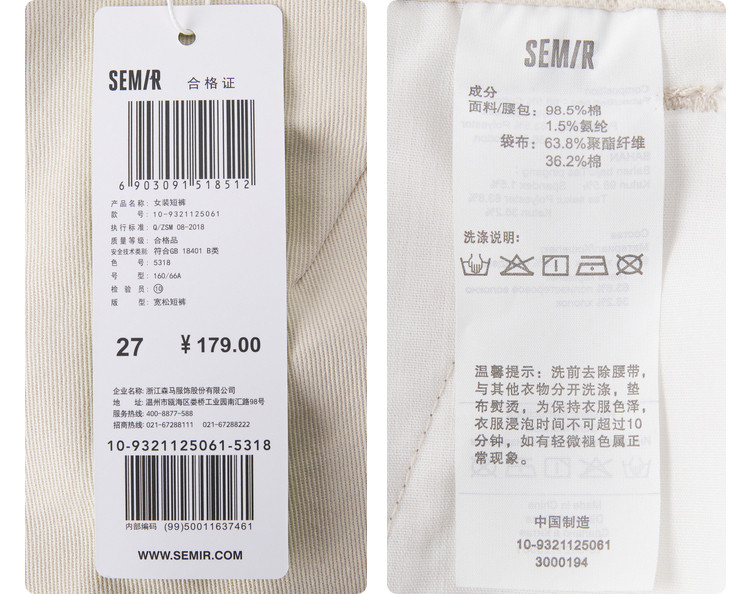 SEMIR
合格证
6 903091 518512
产品名称: 女装短裤
款 号: 10-9321125061
执行标准: Q/ZSM 08-2018
质量等级: 合格品
安全技术类别: 符合GB 18401 B类
色 号: 5318
号 型: 160/66A
检 验 员: ⑩
版 型: 宽松短裤
27 ¥179.00
企业名称: 浙江森马服饰股份有限公司
地 址: 温州市瓯海区娄桥工业园南汇路98号
服务热线: 400-8877-588
招商热线: 021-67288111 021-67288222
10-9321125061-5318
内部编码 (99)50011637461
WWW.SEMIR.COM
SEMIR
成分
面料/腰包: 98.5%棉
1.5%氨纶
袋布: 63.8%聚酯纤维
36.2%棉
洗涤说明:
温馨提示: 洗前去除腰带,
与其他衣物分开洗涤, 垫
布熨烫, 为保持衣服色泽,
衣服浸泡时间不可超过10
分钟, 如有轻微褪色属正
常现象。
中国制造
10-9321125061
3000194